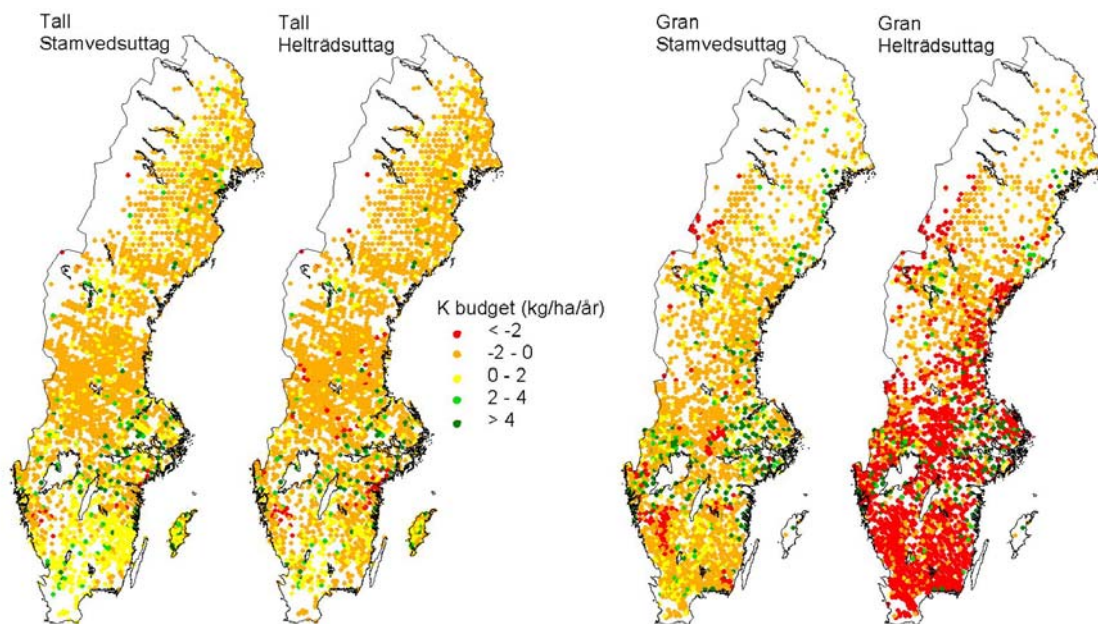 Tall
Stamvedsuttag
Tall
Helträdsuttag
Gran
Stamvedsuttag
Gran
Helträdsuttag
K budget (kg/ha/år)
< -2
-2 - 0
0 - 2
2 - 4
> 4